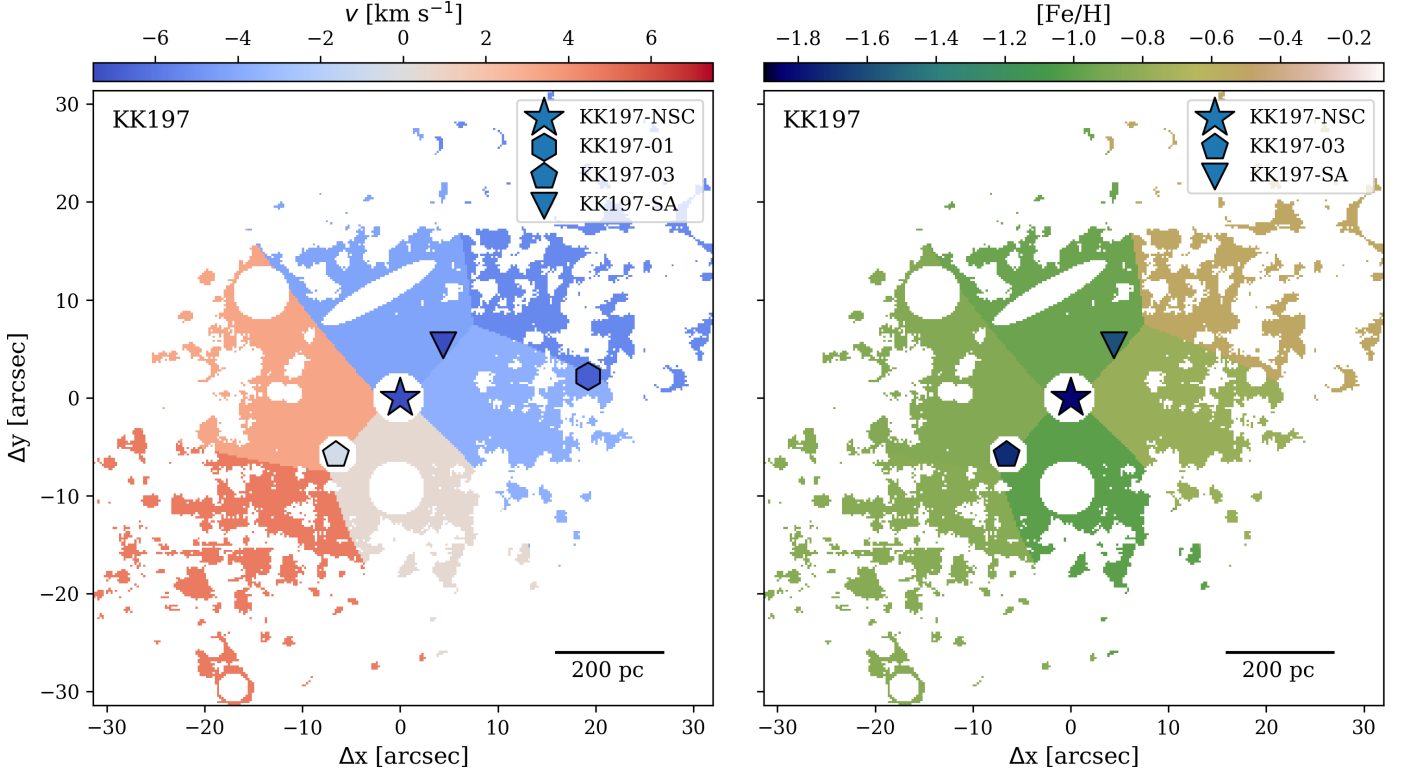 v [km s−1]
−6 −4 −2 0 2 4 6
KK197
KK197-NSC
KK197-01
KK197-03
KK197-SA
30
20
10
0
−10
−20
−30
Δy [arcsec]
200 pc
−30 −20 −10 0 10 20 30
Δx [arcsec]
[Fe/H]
−1.8 −1.6 −1.4 −1.2 −1.0 −0.8 −0.6 −0.4 −0.2
KK197
KK197-NSC
KK197-03
KK197-SA
200 pc
−30 −20 −10 0 10 20 30
Δx [arcsec]